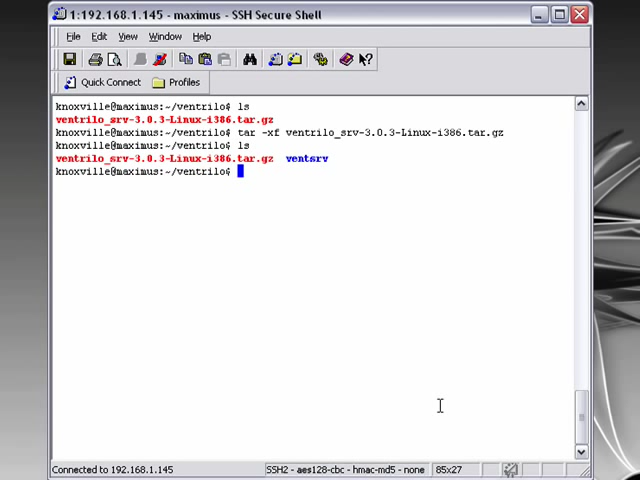 1:192.168.1.145 - maximus - SSH Secure Shell
File Edit View Window Help
Quick Connect Profiles
knoxville@maximus:~/ventrilo$ ls
ventrilo_srv-3.0.3-Linux-i386.tar.gz
knoxville@maximus:~/ventrilo$ tar -xf ventrilo_srv-3.0.3-Linux-i386.tar.gz
knoxville@maximus:~/ventrilo$ ls
ventrilo_srv-3.0.3-Linux-i386.tar.gz ventsrv
knoxville@maximus:~/ventrilo$
Connected to 192.168.1.145 SSH2 - aes128-cbc - hmac-md5 - none 85x27